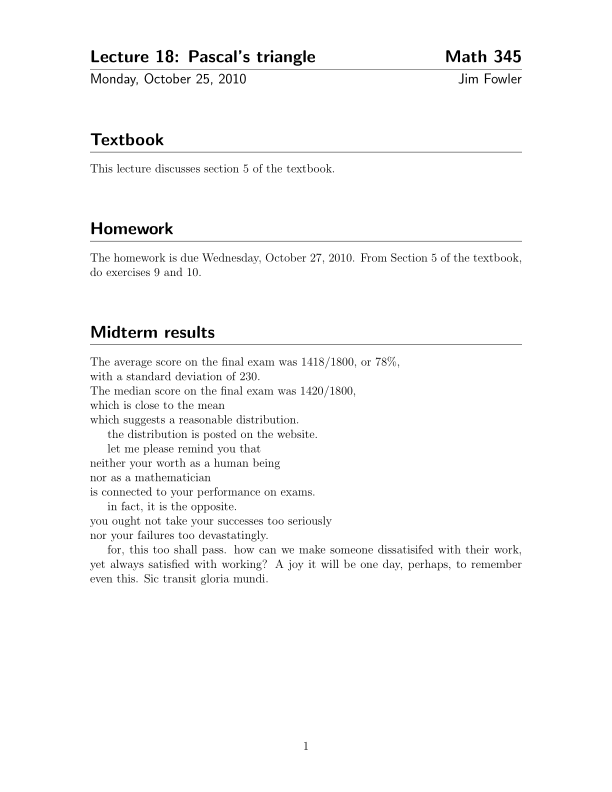 Lecture 18: Pascal's triangle Math 345
Monday, October 25, 2010 Jim Fowler
Textbook
This lecture discusses section 5 of the textbook.
Homework
The homework is due Wednesday, October 27, 2010. From Section 5 of the textbook,
do exercises 9 and 10.
Midterm results
The average score on the final exam was 1418/1800, or 78%,
with a standard deviation of 230.
The median score on the final exam was 1420/1800,
which is close to the mean
which suggests a reasonable distribution.
the distribution is posted on the website.
let me please remind you that
neither your worth as a human being
nor as a mathematician
is connected to your performance on exams.
in fact, it is the opposite.
you ought not take your successes too seriously
nor your failures too devastatingly.
for, this too shall pass. how can we make someone dissatisifed with their work,
yet always satisfied with working? A joy it will be one day, perhaps, to remember
even this. Sic transit gloria mundi.
1